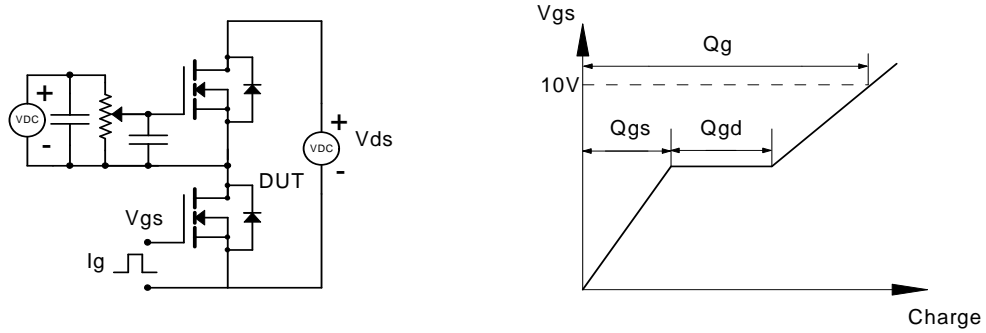 +
VDC
-
+
VDC
-
Vds
DUT
Vgs
Ig
Vgs
Qg
10V
Qgs
Qgd
Charge